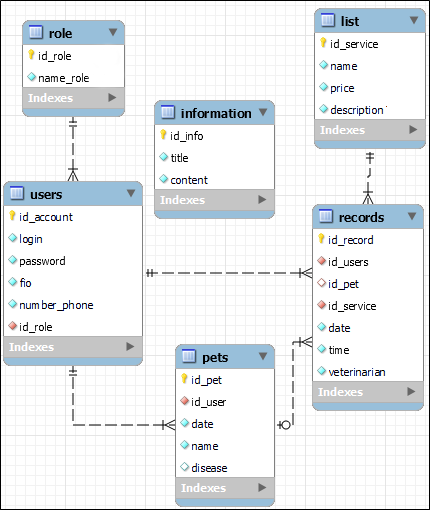 role
id_role
name_role
Indexes
list
id_service
name
price
description
Indexes
information
id_info
title
content
Indexes
users
id_account
login
password
fio
number_phone
id_role
Indexes
records
id_record
id_users
id_pet
id_service
date
time
veterinarian
Indexes
pets
id_pet
id_user
date
name
disease
Indexes